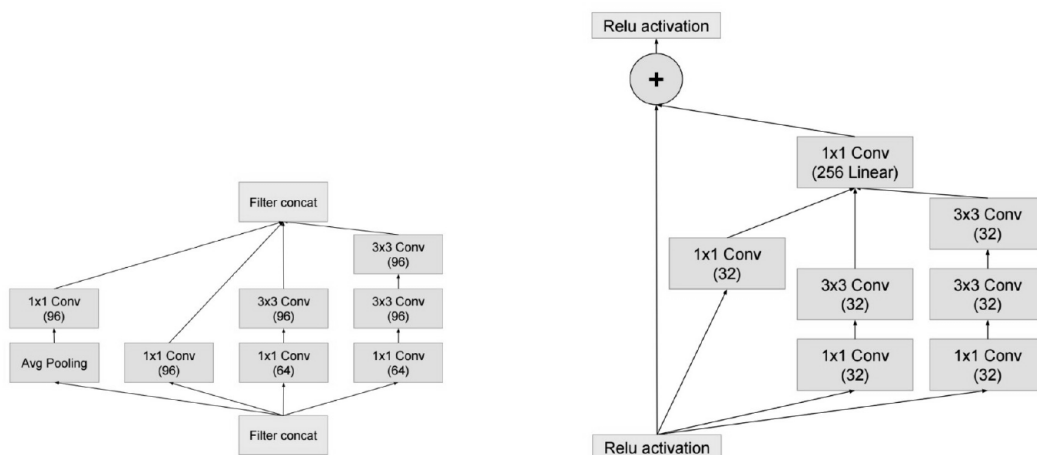 Filter concat
3x3 Conv
(96)
1x1 Conv
(96)
3x3 Conv
(96)
3x3 Conv
(96)
Avg Pooling
1x1 Conv
(96)
1x1 Conv
(64)
1x1 Conv
(64)
Filter concat
Relu activation
+
1x1 Conv
(256 Linear)
3x3 Conv
(32)
1x1 Conv
(32)
3x3 Conv
(32)
3x3 Conv
(32)
1x1 Conv
(32)
1x1 Conv
(32)
Relu activation